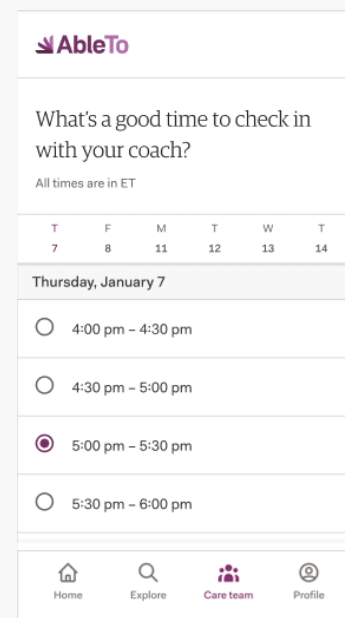 AbleTo
What's a good time to check in
with your coach?
All times are in ET
T F M T W T
7 8 11 12 13 14
Thursday, January 7
4:00 pm – 4:30 pm
4:30 pm – 5:00 pm
5:00 pm – 5:30 pm
5:30 pm – 6:00 pm
Home Explore Care team Profile